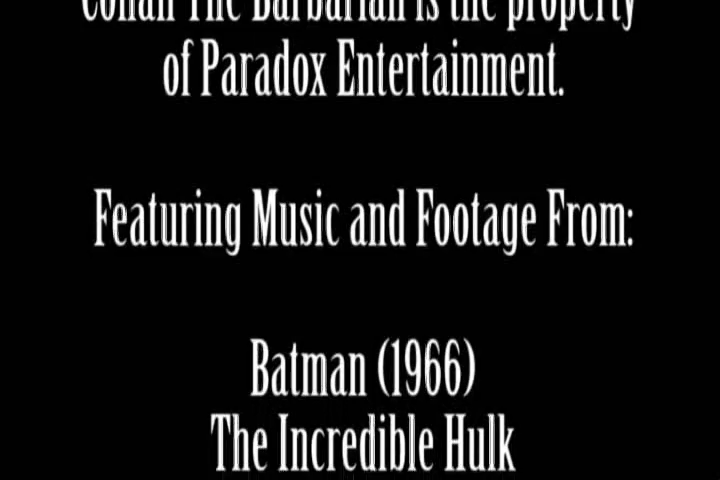 Conan The Barbarian is the property
of Paradox Entertainment.
Featuring Music and Footage From:
Batman (1966)
The Incredible Hulk